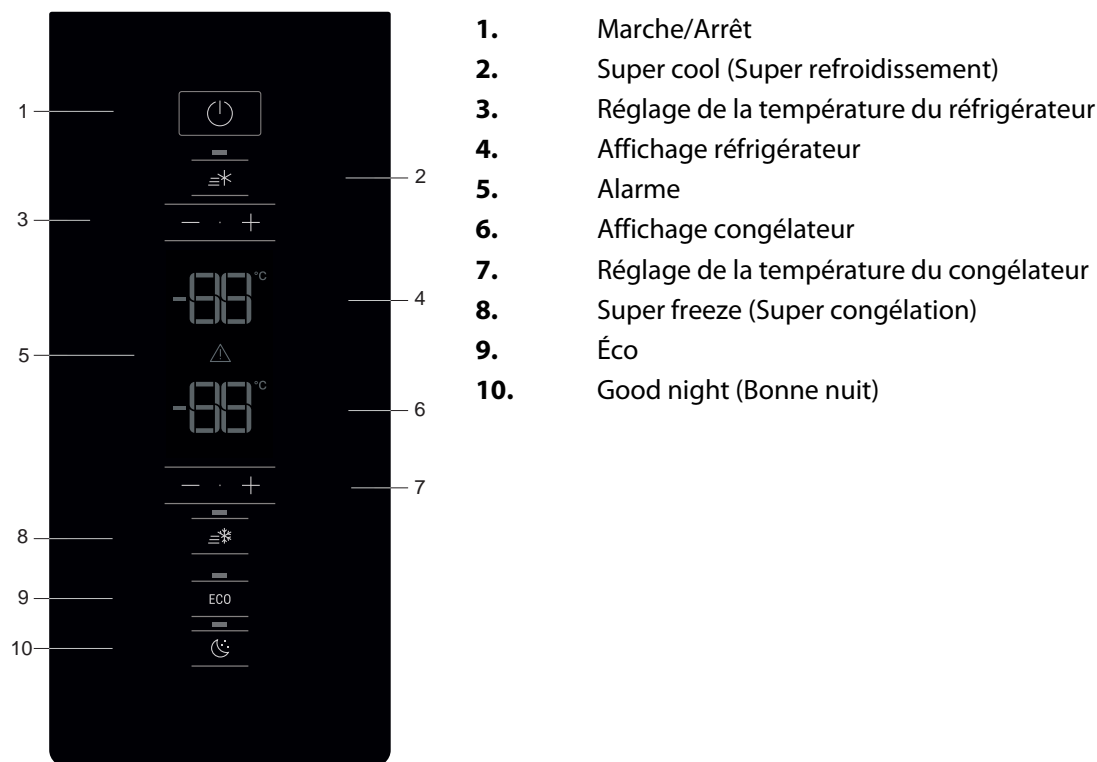 1. Marche/Arrêt
2. Super cool (Super refroidissement)
3. Réglage de la température du réfrigérateur
4. Affichage réfrigérateur
5. Alarme
6. Affichage congélateur
7. Réglage de la température du congélateur
8. Super freeze (Super congélation)
9. Éco
10. Good night (Bonne nuit)
1
2
3
− · +
-88 °C
4
5
-88 °C
6
− · +
7
8
9
ECO
10